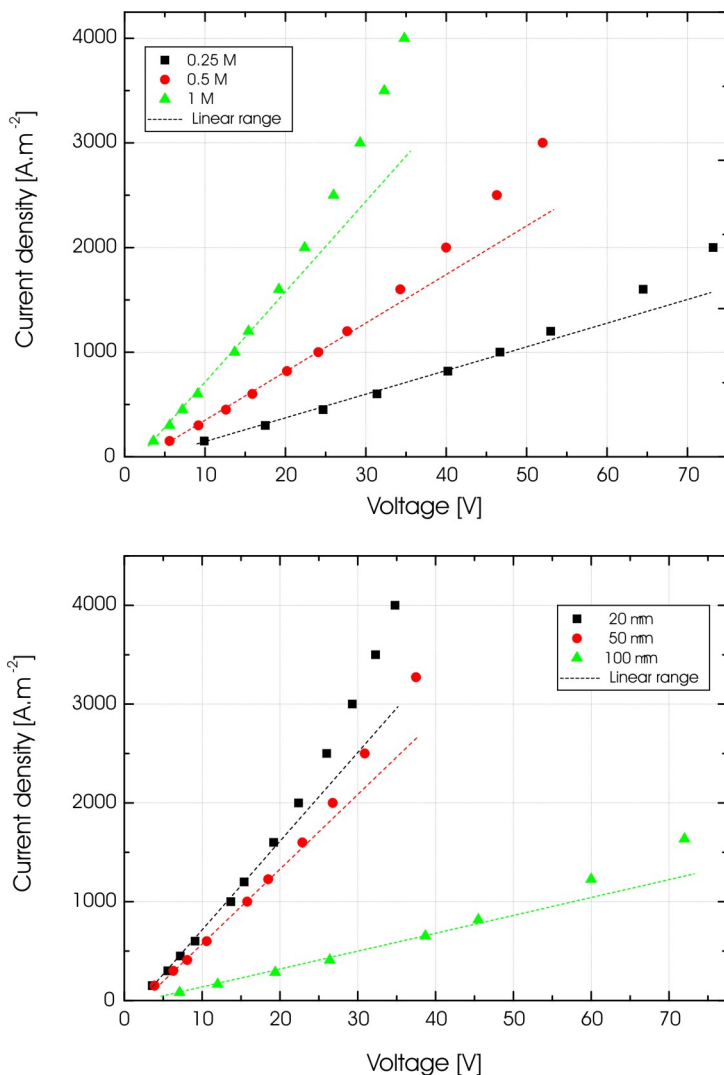 4000
3000
2000
1000
0
Current density [A.m-2]
0.25 M
0.5 M
1 M
Linear range
0 10 20 30 40 50 60 70
Voltage [V]
4000
3000
2000
1000
0
Current density [A.m-2]
20 mm
50 mm
100 mm
Linear range
0 10 20 30 40 50 60 70
Voltage [V]